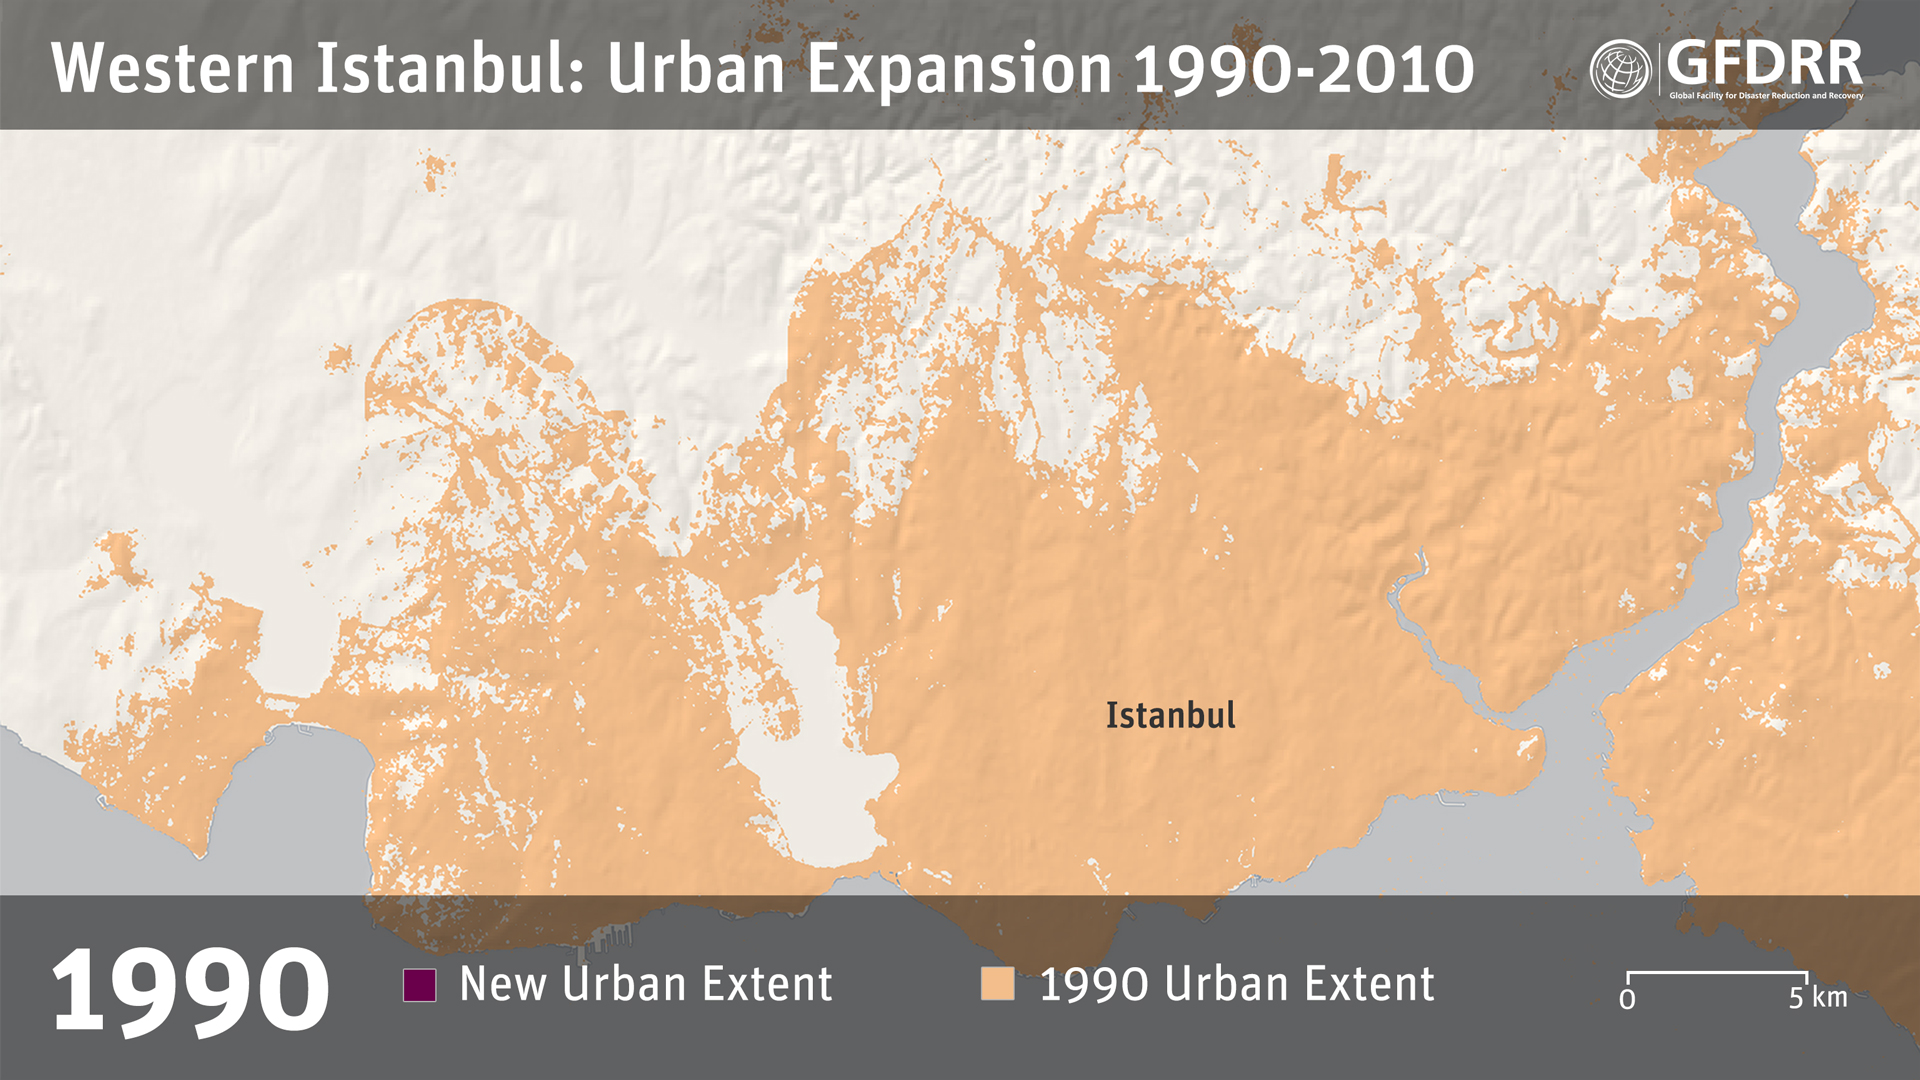 Western Istanbul: Urban Expansion 1990-2010
GFDRR
Global Facility for Disaster Reduction and Recovery
Istanbul
1990
New Urban Extent
1990 Urban Extent
0 5 km